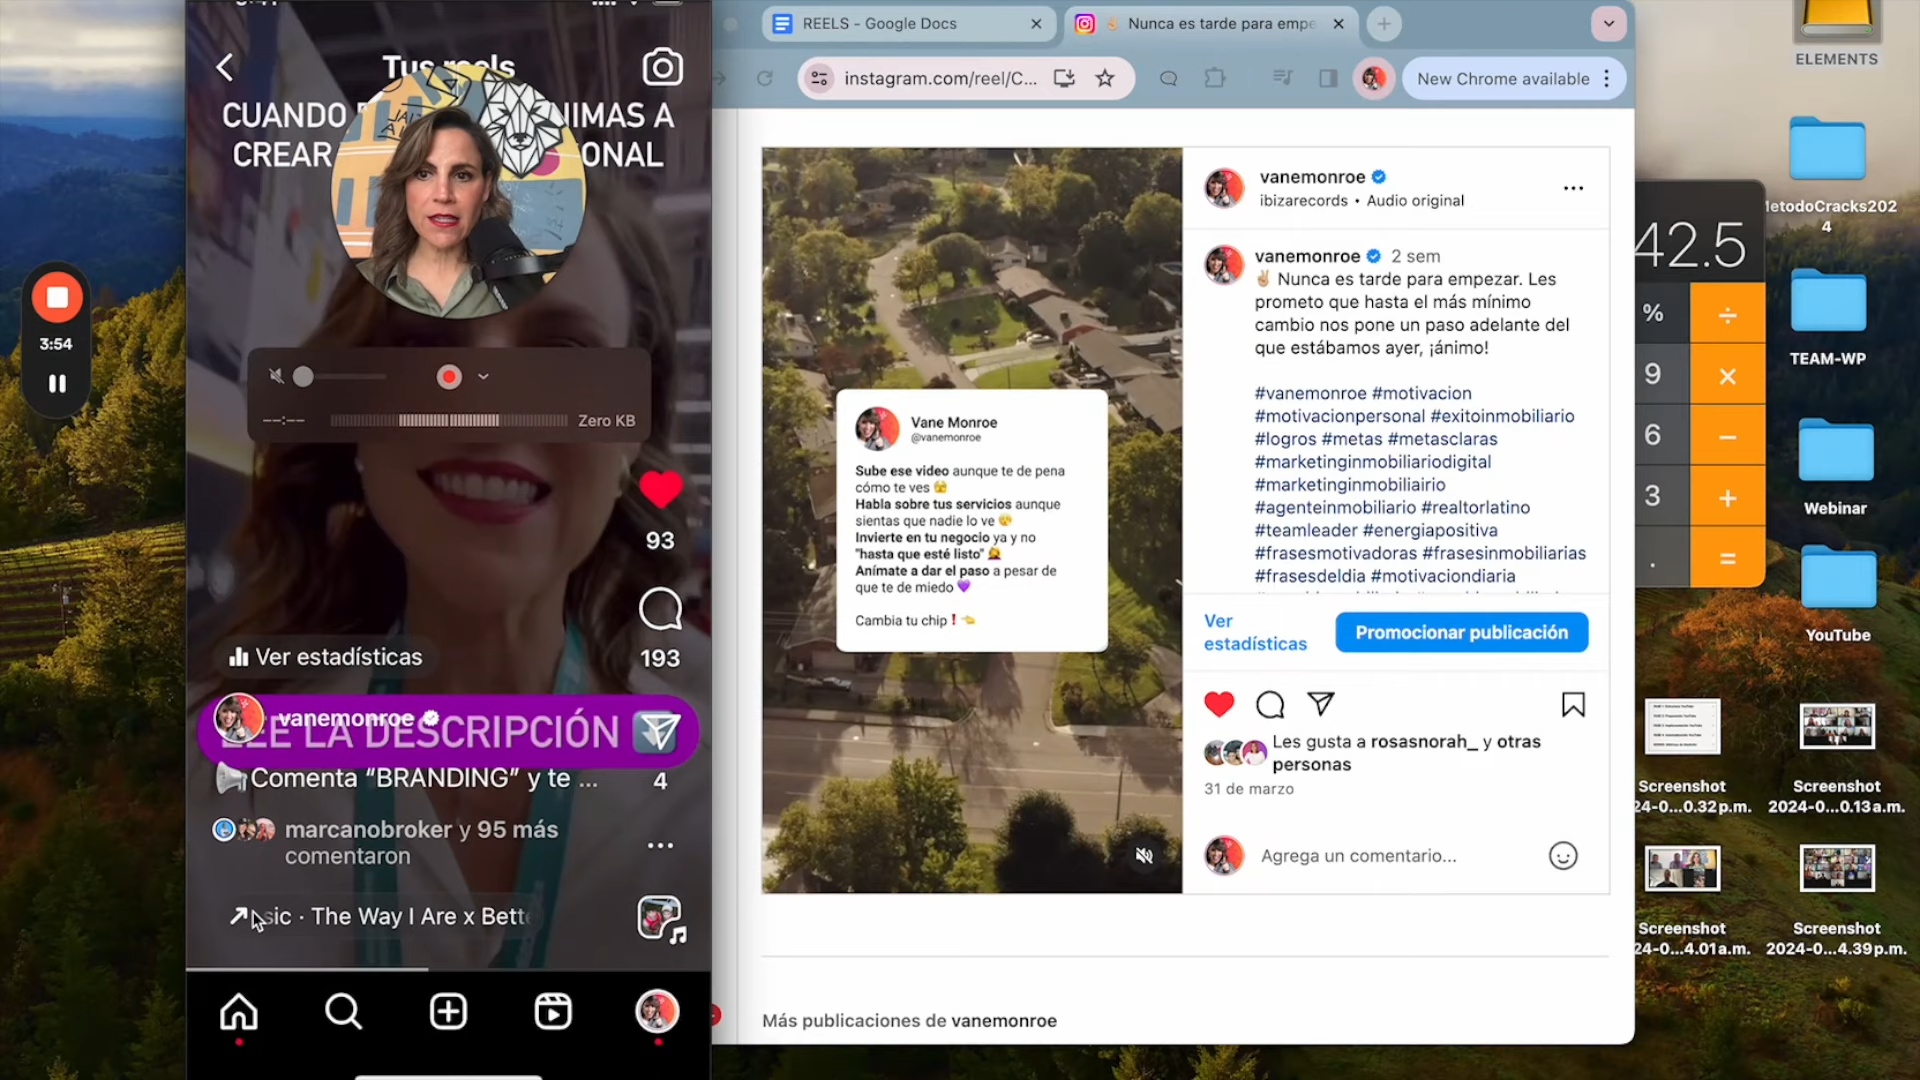 Tus reels
CUANDO
IMAS A
CREAR
ONAL
3:54
--:--
Zero KB
93
193
Ver estadísticas
vanemonroe
LEE LA DESCRIPCIÓN
Comenta “BRANDING” y te ...
4
marcanobroker y 95 más
comentaron
sic · The Way I Are x Bette
REELS - Google Docs
Nunca es tarde para empe
instagram.com/reel/C...
New Chrome available
Vane Monroe
@vanemonroe
Sube ese video aunque te de pena
cómo te ves 🫣
Habla sobre tus servicios aunque
sientas que nadie lo ve
Invierte en tu negocio ya y no
"hasta que esté listo"
Anímate a dar el paso a pesar de
que te de miedo 💜
Cambia tu chip❗
vanemonroe
ibizarecords • Audio original
vanemonroe 2 sem
✌🏼 Nunca es tarde para empezar. Les
prometo que hasta el más mínimo
cambio nos pone un paso adelante del
que estábamos ayer, ¡ánimo!
#vanemonroe #motivacion
#motivacionpersonal #exitoinmobiliario
#logros #metas #metasclaras
#marketinginmobiliariodigital
#marketinginmobiliairio
#agenteinmobiliario #realtorlatino
#teamleader #energiapositiva
#frasesmotivadoras #frasesinmobiliarias
#frasesdeldia #motivaciondiaria
Ver
estadísticas
Promocionar publicación
Les gusta a rosasnorah_ y otras
personas
31 de marzo
Agrega un comentario...
Más publicaciones de vanemonroe
42.5
% ÷
9 ×
6 −
3 +
. =
ELEMENTS
etodoCracks202
4
TEAM-WP
Webinar
YouTube
Screenshot
24-0...0.32p.m.
Screenshot
2024-0...0.13a.m.
Screenshot
24-0...4.01a.m.
Screenshot
2024-0...4.39p.m.